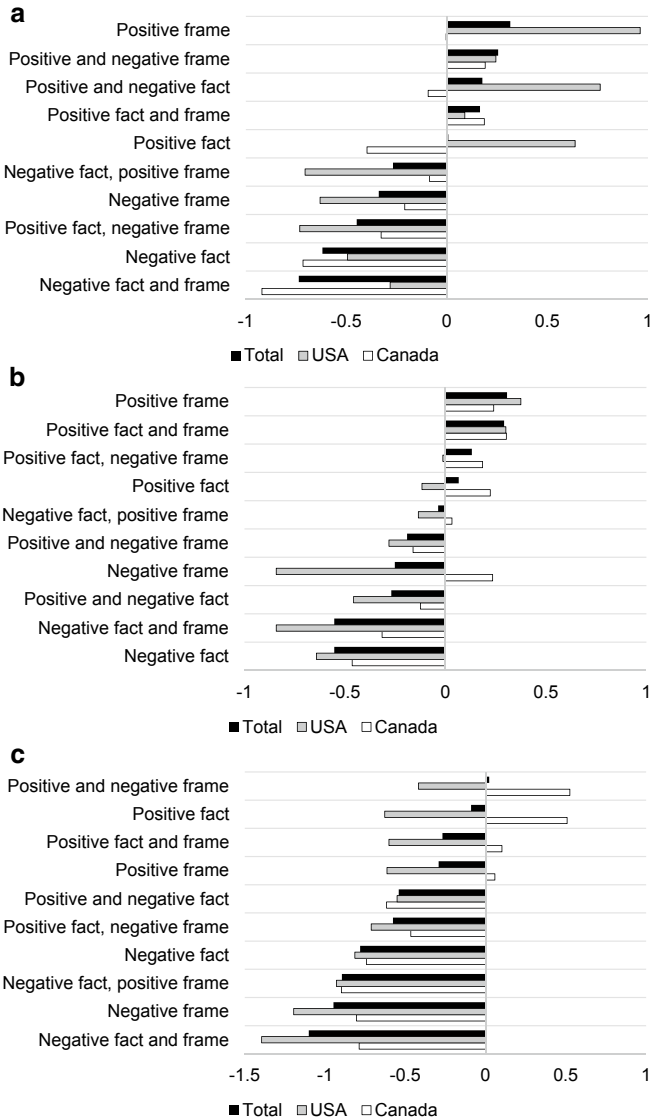 a
Positive frame
Positive and negative frame
Positive and negative fact
Positive fact and frame
Positive fact
Negative fact, positive frame
Negative frame
Positive fact, negative frame
Negative fact
Negative fact and frame
-1 -0.5 0 0.5 1
Total USA Canada
b
Positive frame
Positive fact and frame
Positive fact, negative frame
Positive fact
Negative fact, positive frame
Positive and negative frame
Negative frame
Positive and negative fact
Negative fact and frame
Negative fact
-1 -0.5 0 0.5 1
Total USA Canada
c
Positive and negative frame
Positive fact
Positive fact and frame
Positive frame
Positive and negative fact
Positive fact, negative frame
Negative fact
Negative fact, positive frame
Negative frame
Negative fact and frame
-1.5 -1 -0.5 0 0.5 1
Total USA Canada